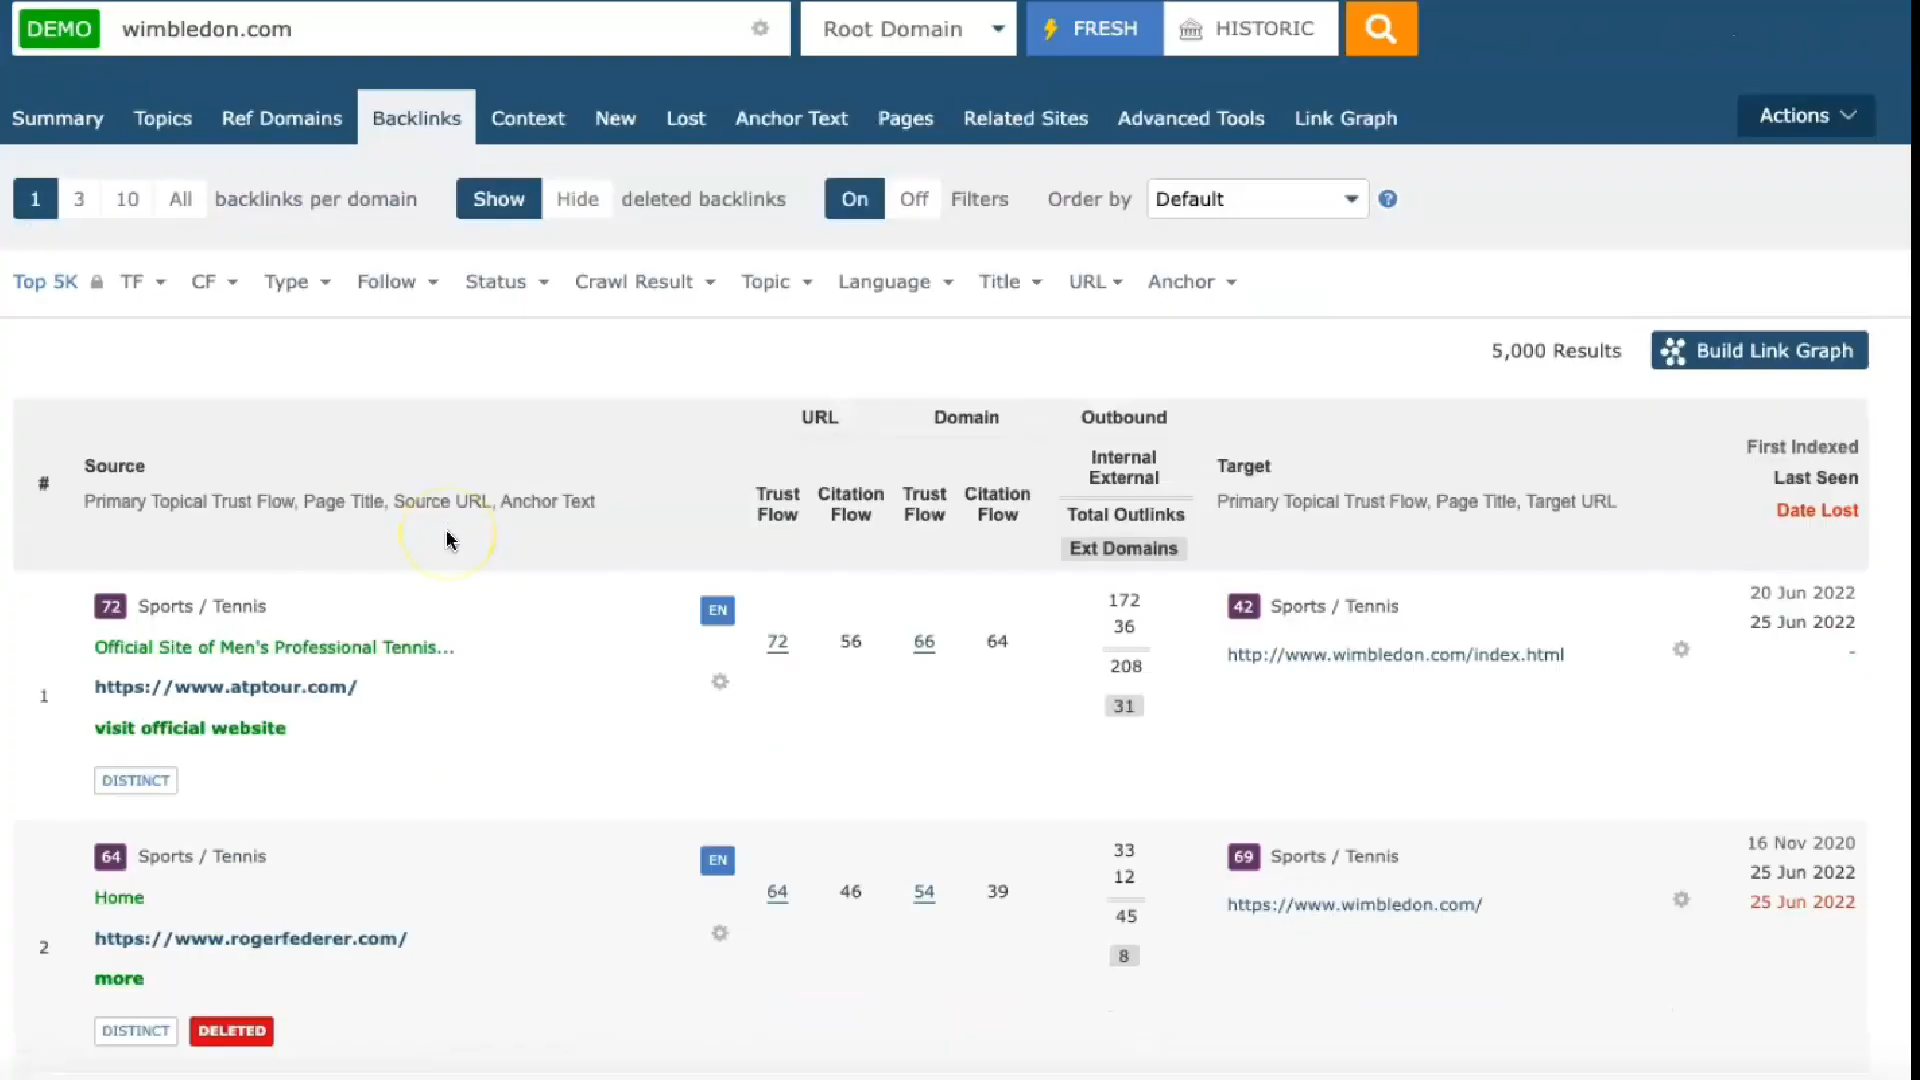 DEMO wimbledon.com Root Domain FRESH HISTORIC
Summary Topics Ref Domains Backlinks Context New Lost Anchor Text Pages Related Sites Advanced Tools Link Graph Actions
1 3 10 All backlinks per domain Show Hide deleted backlinks On Off Filters Order by Default ?
Top 5K TF CF Type Follow Status Crawl Result Topic Language Title URL Anchor
5,000 Results Build Link Graph
#
Source
Primary Topical Trust Flow, Page Title, Source URL, Anchor Text
URL
Trust Flow
Citation Flow
Domain
Trust Flow
Citation Flow
Outbound
Internal
External
Total Outlinks
Ext Domains
Target
Primary Topical Trust Flow, Page Title, Target URL
First Indexed
Last Seen
Date Lost
1
72 Sports / Tennis
EN
Official Site of Men's Professional Tennis...
https://www.atptour.com/
visit official website
DISTINCT
72 56 66 64
172
36
208
31
42 Sports / Tennis
http://www.wimbledon.com/index.html
20 Jun 2022
25 Jun 2022
-
2
64 Sports / Tennis
EN
Home
https://www.rogerfederer.com/
more
DISTINCT DELETED
64 46 54 39
33
12
45
8
69 Sports / Tennis
https://www.wimbledon.com/
16 Nov 2020
25 Jun 2022
25 Jun 2022